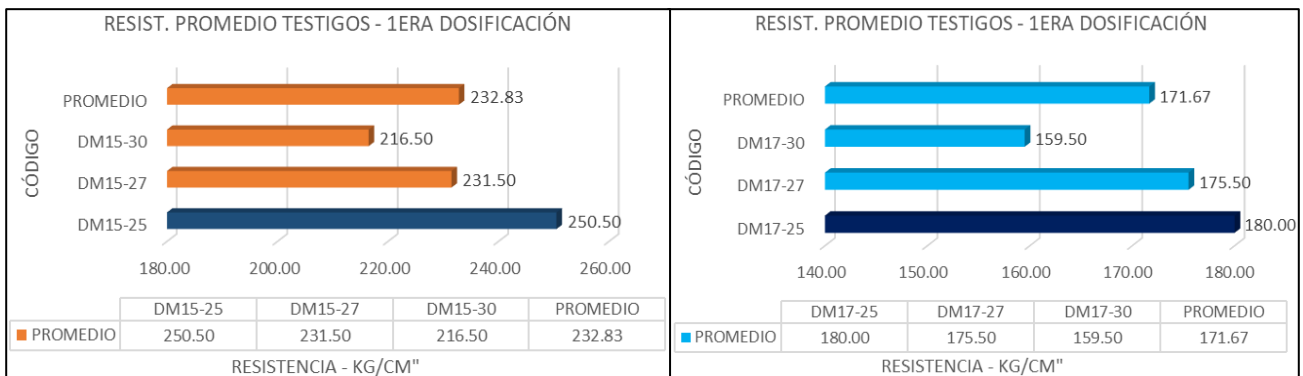 RESIST. PROMEDIO TESTIGOS - 1ERA DOSIFICACIÓN
CÓDIGO
PROMEDIO 232.83
DM15-30 216.50
DM15-27 231.50
DM15-25 250.50
180.00 200.00 220.00 240.00 260.00
DM15-25 DM15-27 DM15-30 PROMEDIO
PROMEDIO 250.50 231.50 216.50 232.83
RESISTENCIA - KG/CM"
RESIST. PROMEDIO TESTIGOS - 1ERA DOSIFICACIÓN
CÓDIGO
PROMEDIO 171.67
DM17-30 159.50
DM17-27 175.50
DM17-25 180.00
140.00 150.00 160.00 170.00 180.00
DM17-25 DM17-27 DM17-30 PROMEDIO
PROMEDIO 180.00 175.50 159.50 171.67
RESISTENCIA - KG/CM"